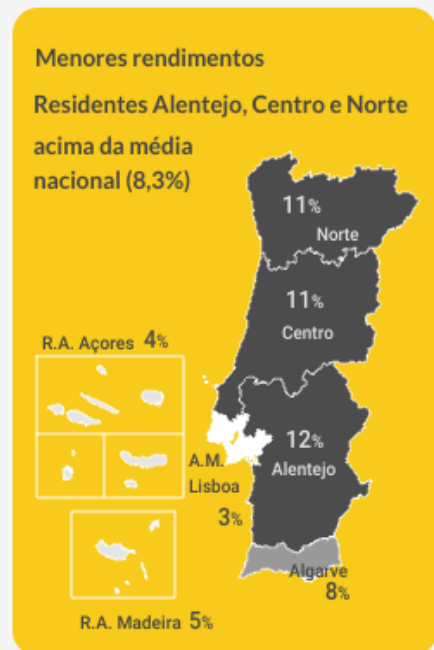 Menores rendimentos
Residentes Alentejo, Centro e Norte
acima da média
nacional (8,3%)
11%
Norte
11%
Centro
R.A. Açores 4%
12%
Alentejo
A.M.
Lisboa
3%
Algarve
8%
R.A. Madeira 5%